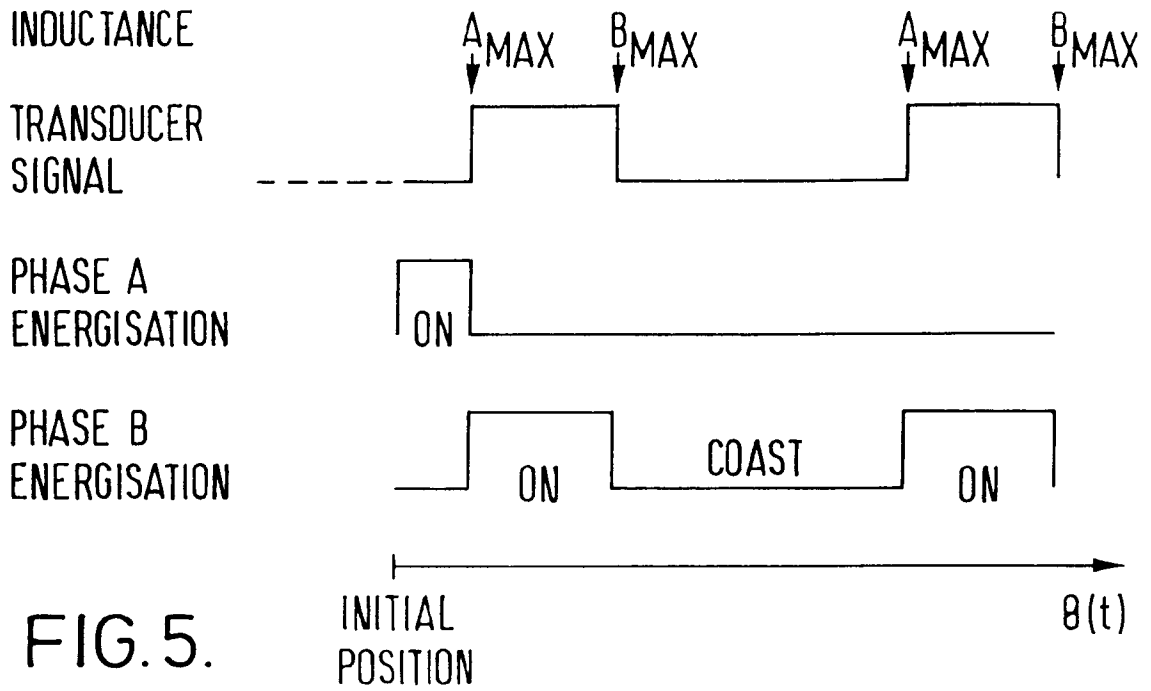 INDUCTANCE
A MAX B MAX A MAX B MAX
TRANSDUCER
SIGNAL
PHASE A
ENERGISATION
ON
PHASE B
ENERGISATION
ON COAST ON
INITIAL
POSITION
θ(t)
FIG.5.